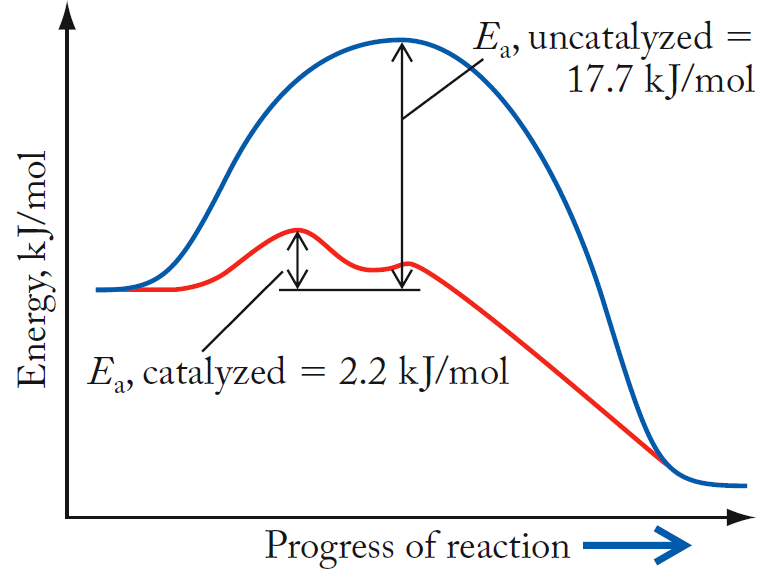 Eₐ, uncatalyzed =
17.7 kJ/mol
Energy, kJ/mol
Eₐ, catalyzed = 2.2 kJ/mol
Progress of reaction